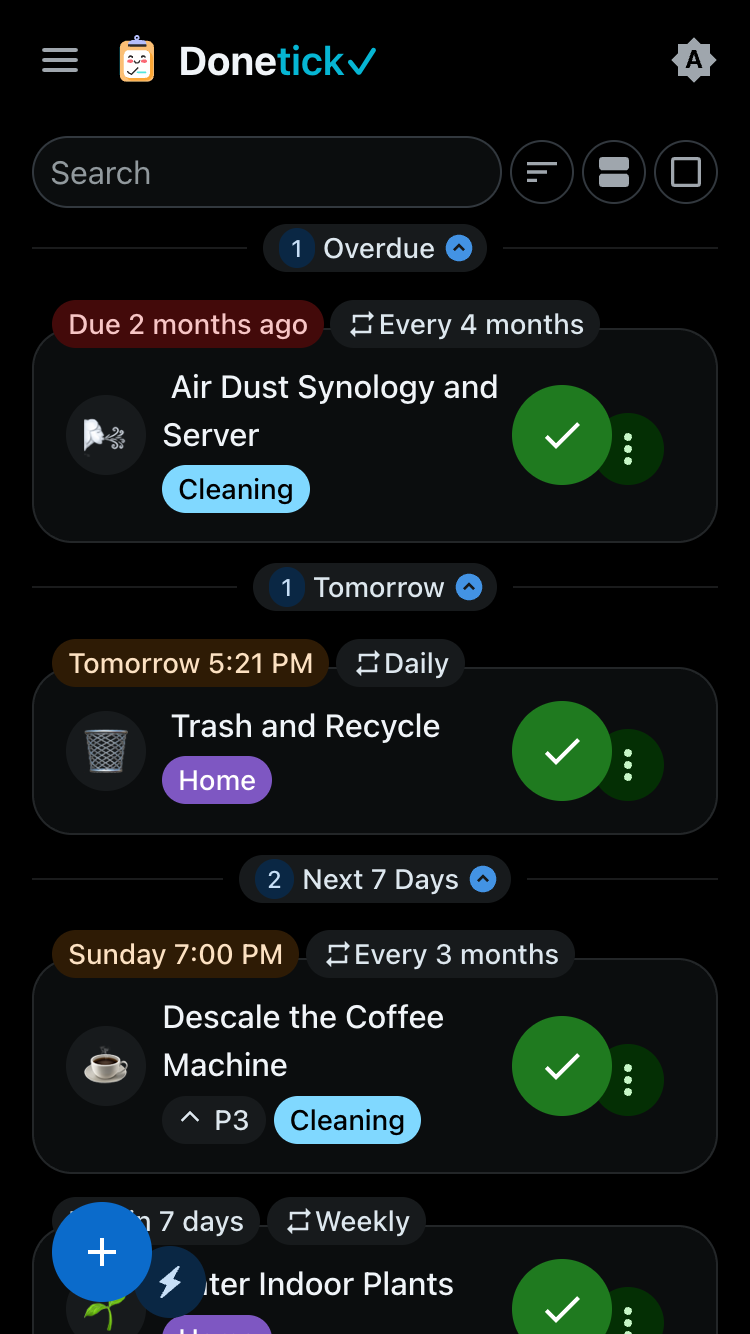 Donetick
A
Search
1 Overdue
Due 2 months ago Every 4 months
Air Dust Synology and
Server
Cleaning
1 Tomorrow
Tomorrow 5:21 PM Daily
Trash and Recycle
Home
2 Next 7 Days
Sunday 7:00 PM Every 3 months
Descale the Coffee
Machine
P3 Cleaning
7 days Weekly
Indoor Plants